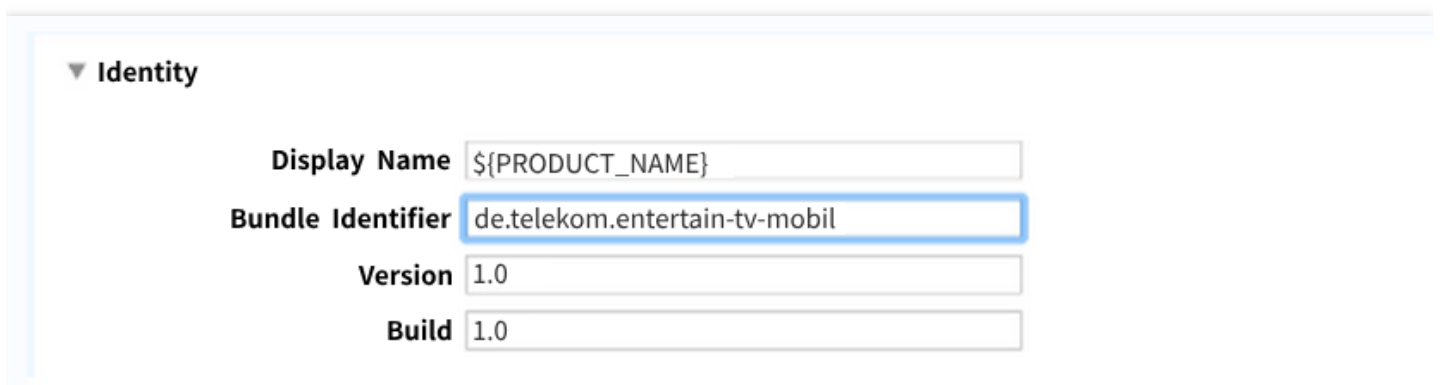 Identity
Display Name ${PRODUCT_NAME}
Bundle Identifier de.telekom.entertain-tv-mobil
Version 1.0
Build 1.0